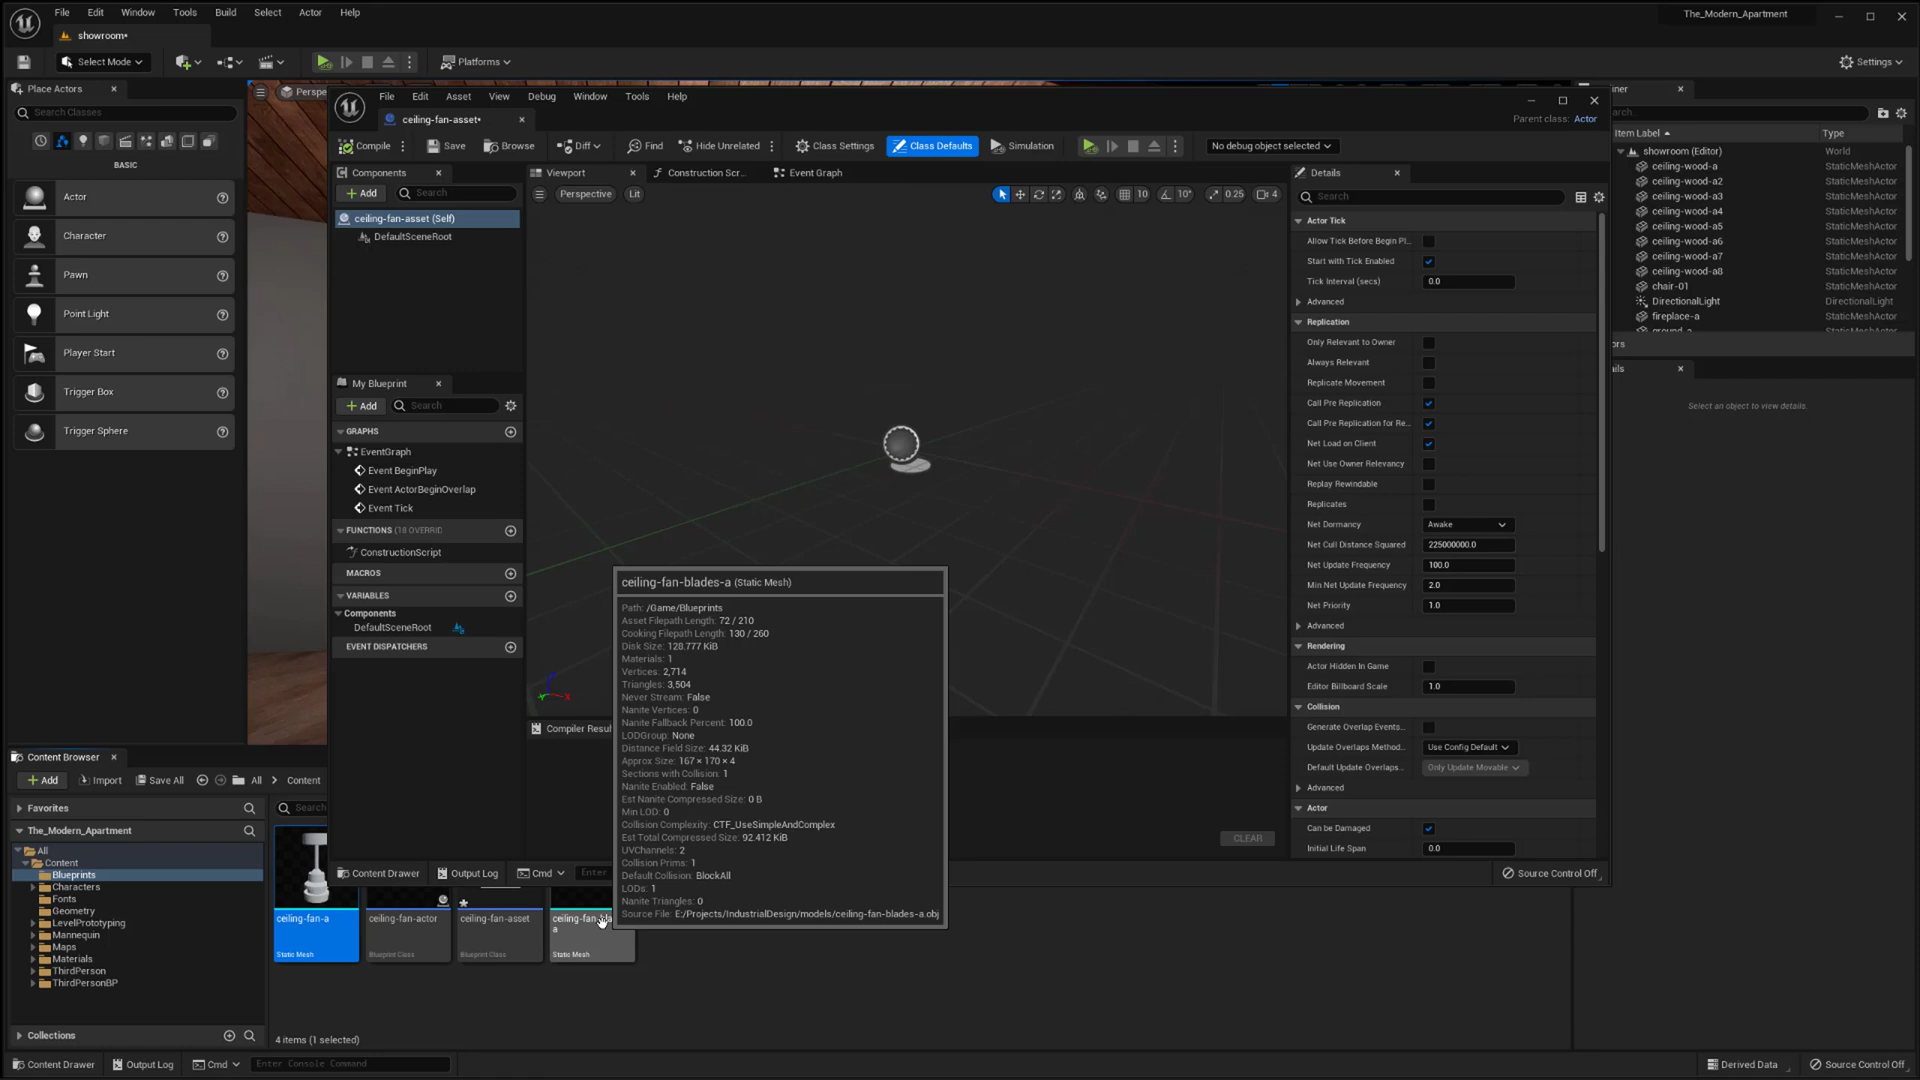 File Edit Window Tools Build Select Actor Help
The_Modern_Apartment
showroom*
Select Mode
Platforms
Settings
Place Actors
Search Classes
BASIC
Actor
Character
Pawn
Point Light
Player Start
Trigger Box
Trigger Sphere
File Edit Asset View Debug Window Tools Help
Parent class: Actor
ceiling-fan-asset*
Compile
Save
Browse
Diff
Find
Hide Unrelated
Class Settings
Class Defaults
Simulation
No debug object selected
Components
Add
Search
ceiling-fan-asset (Self)
DefaultSceneRoot
My Blueprint
Add
Search
GRAPHS
EventGraph
Event BeginPlay
Event ActorBeginOverlap
Event Tick
FUNCTIONS (18 OVERRID
ConstructionScript
MACROS
VARIABLES
Components
DefaultSceneRoot
EVENT DISPATCHERS
Viewport
Construction Scr...
Event Graph
Perspective
Lit
10
10°
0.25
4
ceiling-fan-blades-a (Static Mesh)
Path: /Game/Blueprints
Asset Filepath Length: 72 / 210
Cooking Filepath Length: 130 / 260
Disk Size: 128.777 KiB
Materials: 1
Vertices: 2,714
Triangles: 3,504
Never Stream: False
Nanite Vertices: 0
Nanite Fallback Percent: 100.0
LODGroup: None
Distance Field Size: 44.32 KiB
Approx Size: 167 × 170 × 4
Sections with Collision: 1
Nanite Enabled: False
Est Nanite Compressed Size: 0 B
Min LOD: 0
Collision Complexity: CTF_UseSimpleAndComplex
Est Total Compressed Size: 92.412 KiB
UVChannels: 2
Collision Prims: 1
Default Collision: BlockAll
LODs: 1
Nanite Triangles: 0
Source File: E:/Projects/IndustrialDesign/models/ceiling-fan-blades-a.obj
Compiler Resul
CLEAR
Content Drawer
Output Log
Cmd
Enter
Source Control Off
Details
Search
Actor Tick
Allow Tick Before Begin Pl...
Start with Tick Enabled
Tick Interval (secs) 0.0
Advanced
Replication
Only Relevant to Owner
Always Relevant
Replicate Movement
Call Pre Replication
Call Pre Replication for Re...
Net Load on Client
Net Use Owner Relevancy
Replay Rewindable
Replicates
Net Dormancy Awake
Net Cull Distance Squared 225000000.0
Net Update Frequency 100.0
Min Net Update Frequency 2.0
Net Priority 1.0
Advanced
Rendering
Actor Hidden In Game
Editor Billboard Scale 1.0
Collision
Generate Overlap Events...
Update Overlaps Method... Use Config Default
Default Update Overlaps... Only Update Movable
Advanced
Actor
Can be Damaged
Initial Life Span 0.0
Perspe
liner
Item Label Type
showroom (Editor) World
ceiling-wood-a StaticMeshActor
ceiling-wood-a2 StaticMeshActor
ceiling-wood-a3 StaticMeshActor
ceiling-wood-a4 StaticMeshActor
ceiling-wood-a5 StaticMeshActor
ceiling-wood-a6 StaticMeshActor
ceiling-wood-a7 StaticMeshActor
ceiling-wood-a8 StaticMeshActor
chair-01 StaticMeshActor
DirectionalLight DirectionalLight
fireplace-a StaticMeshActor
ors
ails
Select an object to view details.
Content Browser
Add
Import
Save All
All
Content
Favorites
The_Modern_Apartment
All
Content
Blueprints
Characters
Fonts
Geometry
LevelPrototyping
Mannequin
Maps
Materials
ThirdPerson
ThirdPersonBP
Collections
Search
ceiling-fan-a
Static Mesh
ceiling-fan-actor
Blueprint Class
ceiling-fan-asset
Blueprint Class
ceiling-fan-bla
a
Static Mesh
4 items (1 selected)
Content Drawer
Output Log
Cmd
Enter Console Command
Derived Data
Source Control Off